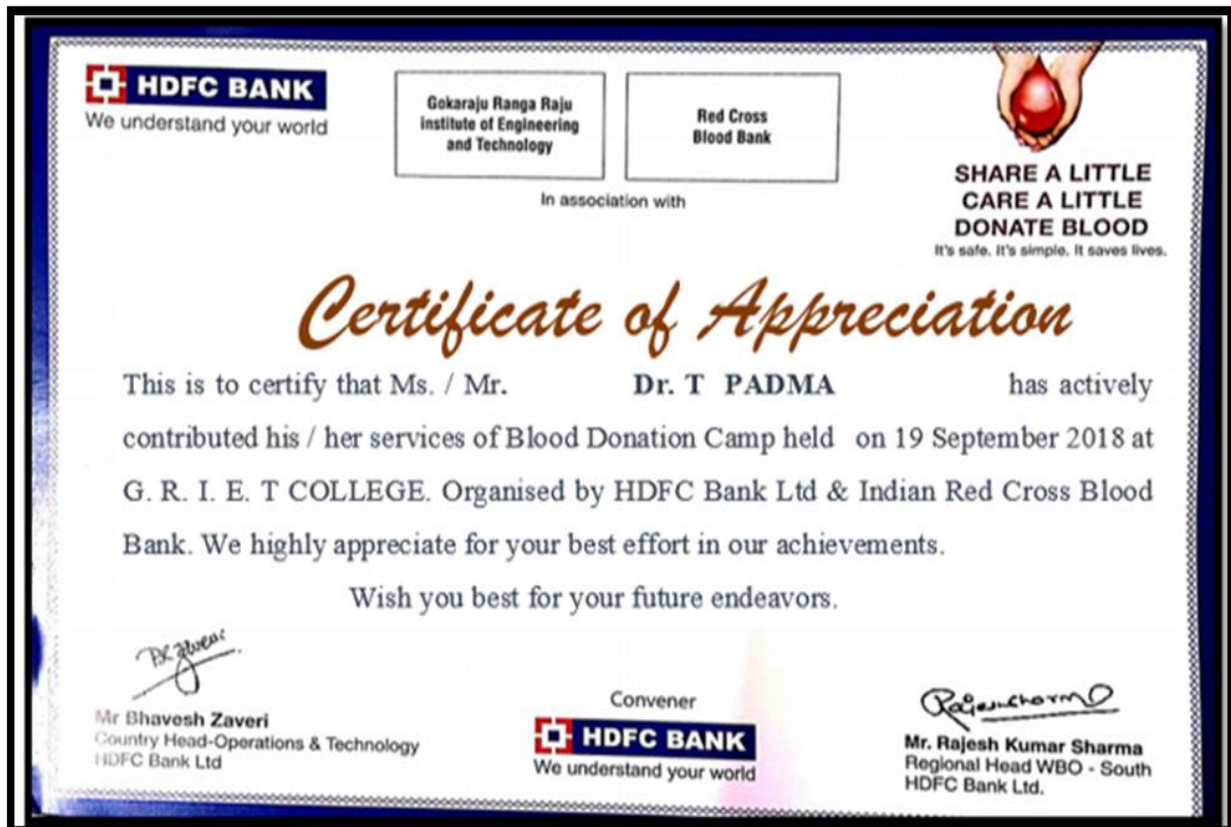 HDFC BANK
We understand your world
Gokaraju Ranga Raju
Institute of Engineering
and Technology
Red Cross
Blood Bank
In association with
SHARE A LITTLE
CARE A LITTLE
DONATE BLOOD
It's safe. It's simple. It saves lives.
Certificate of Appreciation
This is to certify that Ms. / Mr. Dr. T PADMA has actively
contributed his / her services of Blood Donation Camp held on 19 September 2018 at
G. R. I. E. T COLLEGE. Organised by HDFC Bank Ltd & Indian Red Cross Blood
Bank. We highly appreciate for your best effort in our achievements.
Wish you best for your future endeavors.
Mr Bhavesh Zaveri
Country Head-Operations & Technology
HDFC Bank Ltd
Convener
HDFC BANK
We understand your world
Mr. Rajesh Kumar Sharma
Regional Head WBO - South
HDFC Bank Ltd.